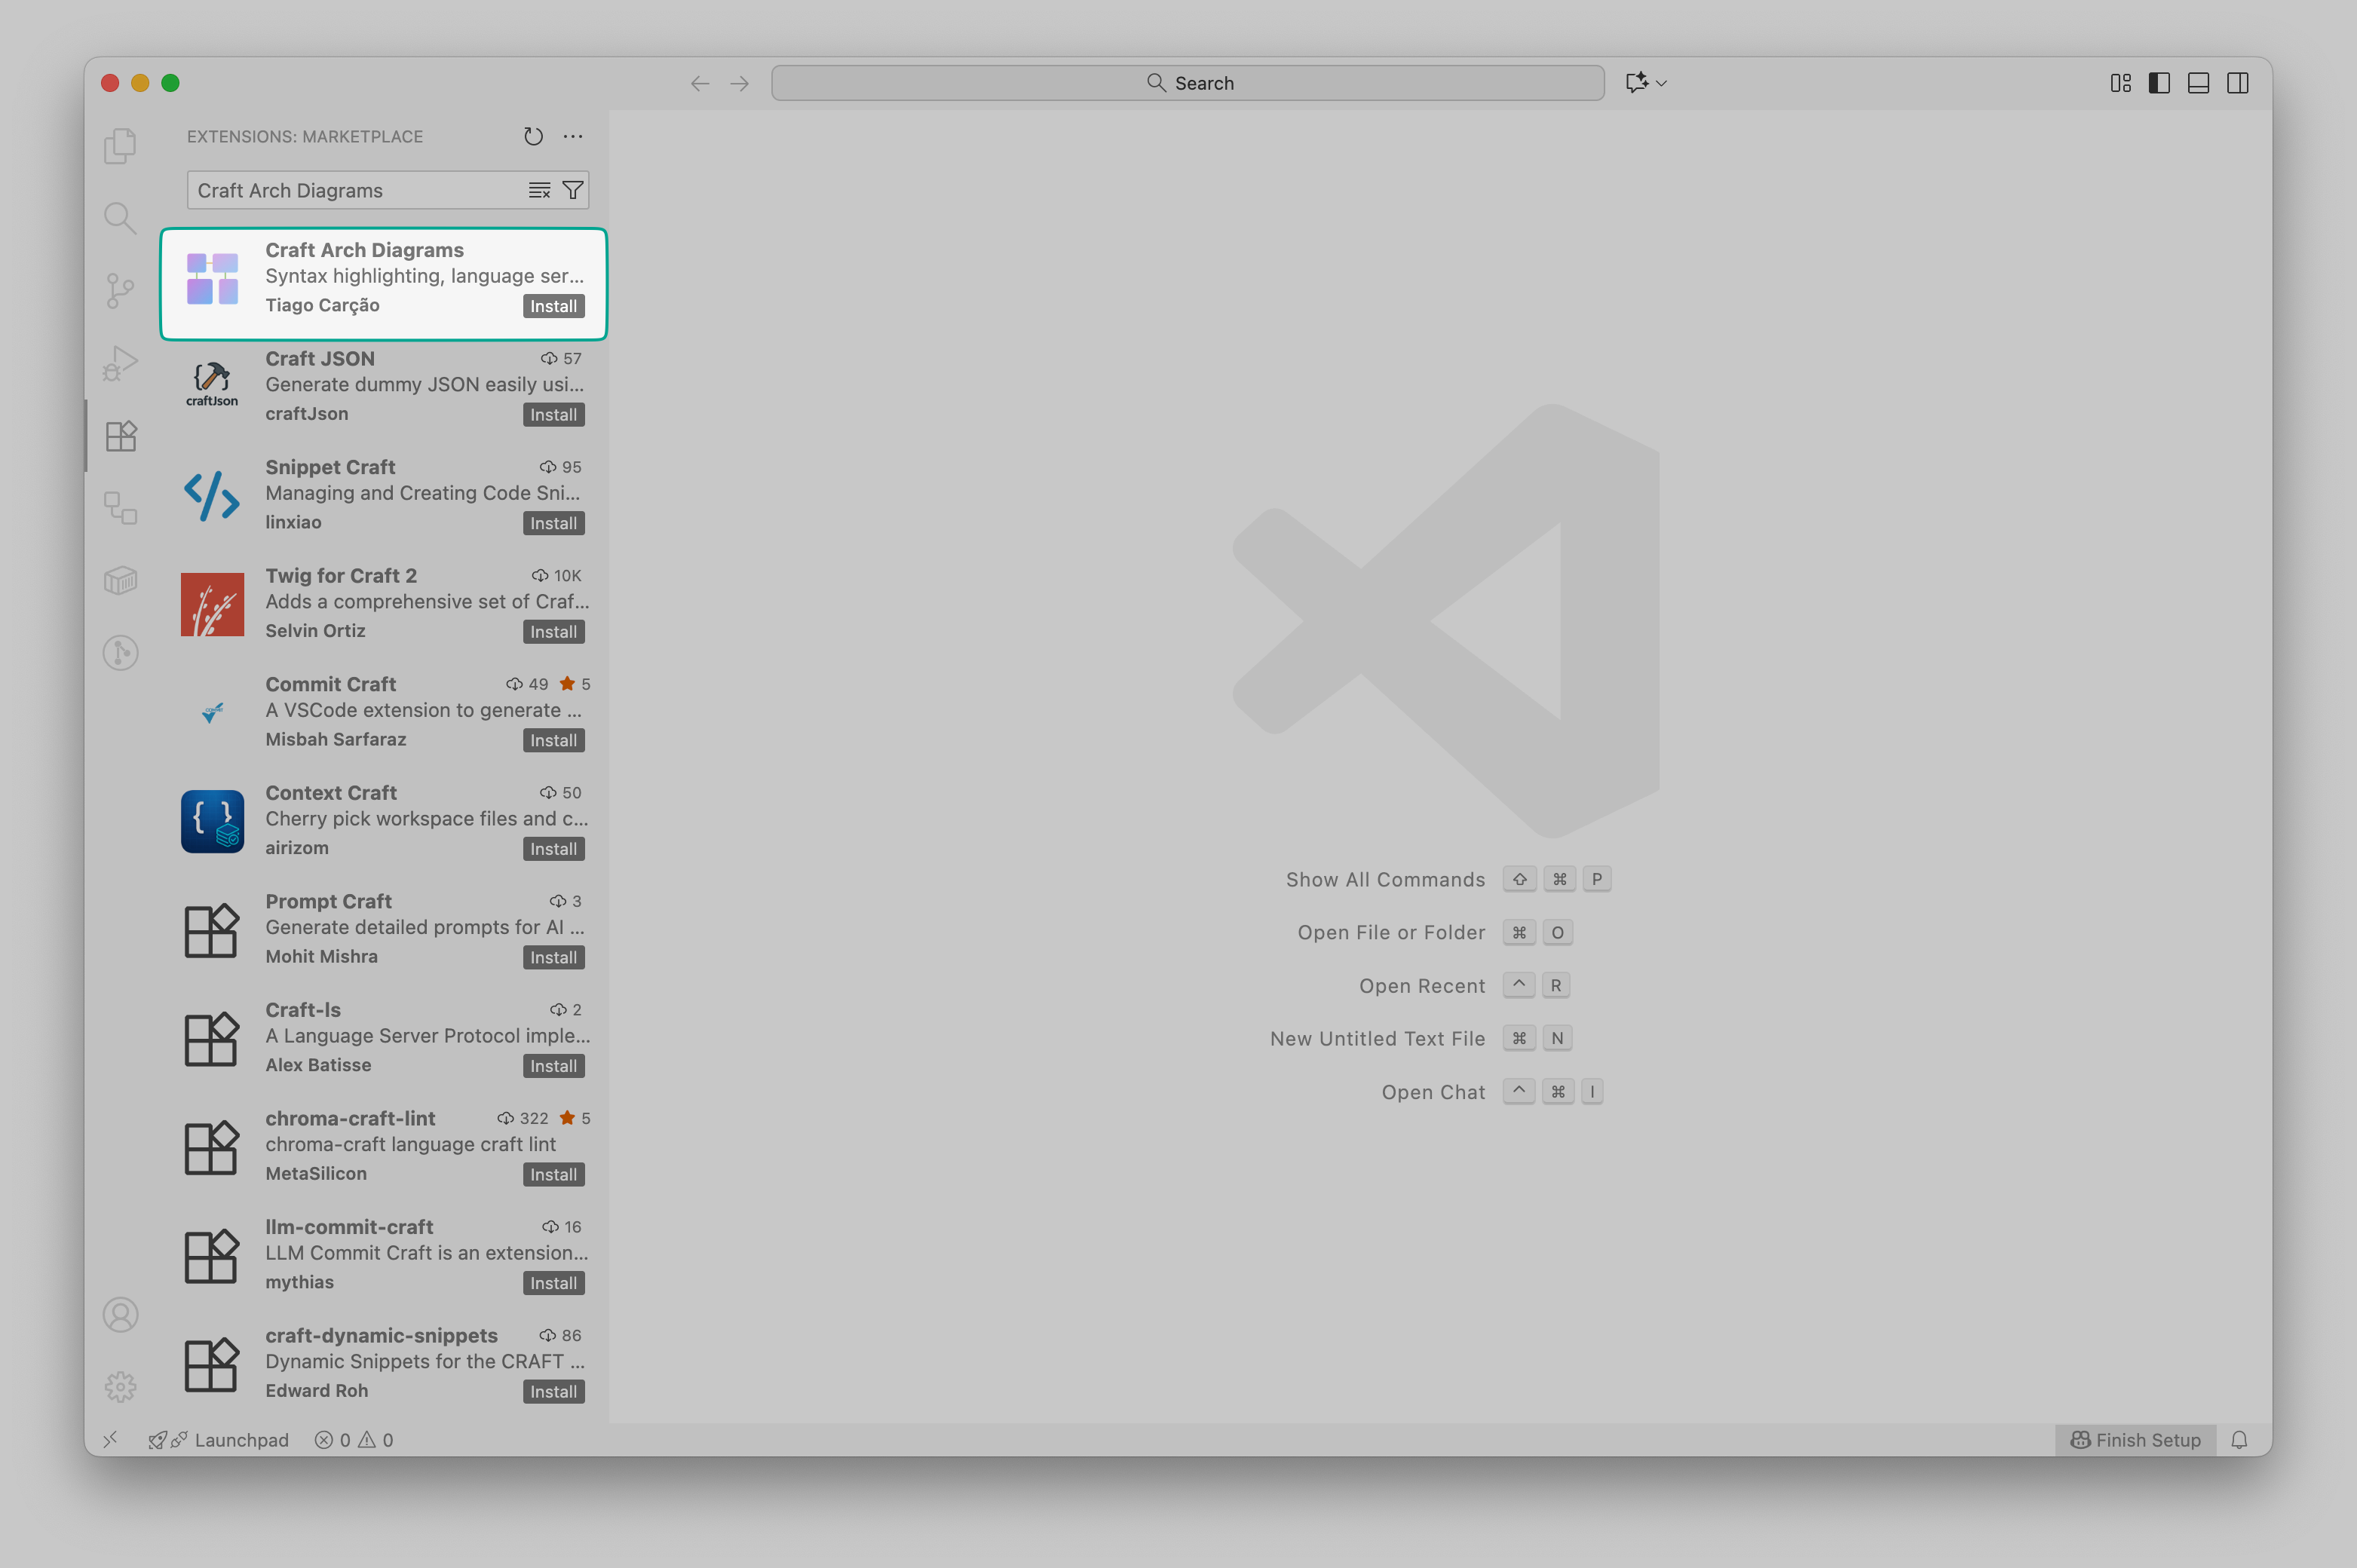 Search
EXTENSIONS: MARKETPLACE
Craft Arch Diagrams
Craft Arch Diagrams
Syntax highlighting, language ser...
Tiago Carção
Install
Craft JSON
57
Generate dummy JSON easily usi...
craftJson
craftJson
Install
Snippet Craft
95
Managing and Creating Code Sni...
linxiao
Install
Twig for Craft 2
10K
Adds a comprehensive set of Craf...
Selvin Ortiz
Install
Commit Craft
49 5
A VSCode extension to generate ...
Misbah Sarfaraz
Install
Context Craft
50
Cherry pick workspace files and c...
airizom
Install
Prompt Craft
3
Generate detailed prompts for AI ...
Mohit Mishra
Install
Craft-ls
2
A Language Server Protocol imple...
Alex Batisse
Install
chroma-craft-lint
322 5
chroma-craft language craft lint
MetaSilicon
Install
llm-commit-craft
16
LLM Commit Craft is an extension...
mythias
Install
craft-dynamic-snippets
86
Dynamic Snippets for the CRAFT ...
Edward Roh
Install
Show All Commands ⇧ ⌘ P
Open File or Folder ⌘ O
Open Recent ^ R
New Untitled Text File ⌘ N
Open Chat ^ ⌘ I
Launchpad 0 0
Finish Setup